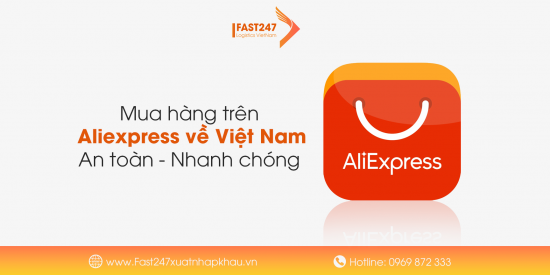 FAST247
Logistics Vietnam
Mua hàng trên
Aliexpress về Việt Nam
An toàn - Nhanh chóng
AliExpress
www.Fast247xuatnhapkhau.vn
Hotline: 0969 872 333